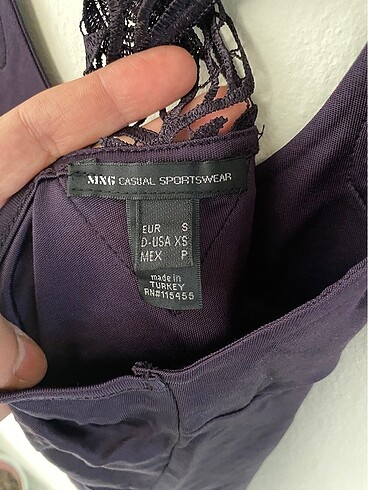 MNG CASUAL SPORTSWEAR
EUR S
D-USA XS
MEX P
made in
TURKEY
RN#115455